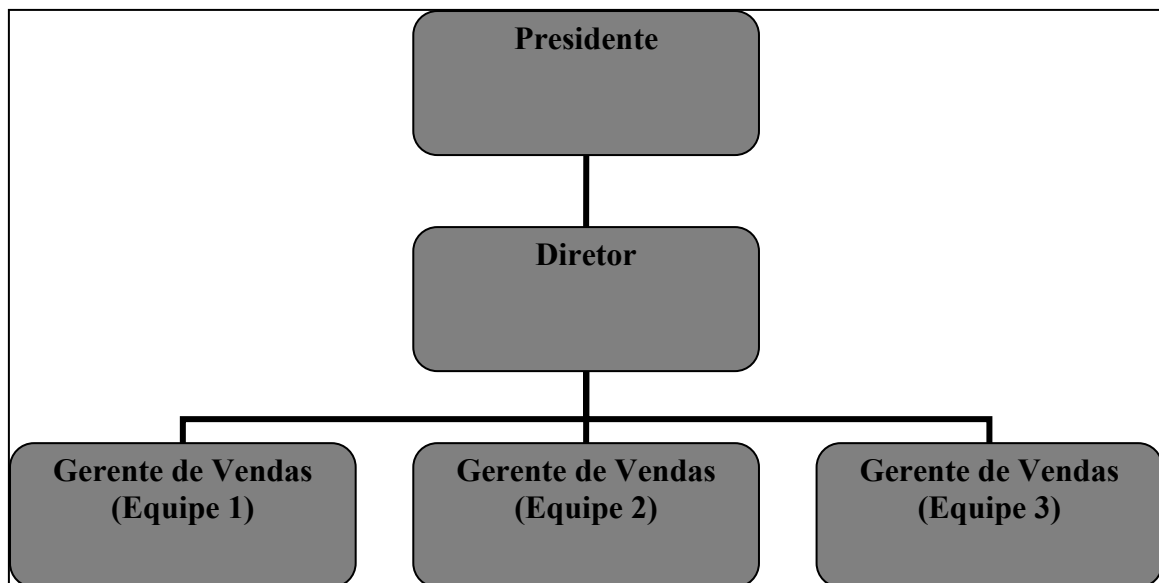 Presidente
Diretor
Gerente de Vendas
(Equipe 1)
Gerente de Vendas
(Equipe 2)
Gerente de Vendas
(Equipe 3)